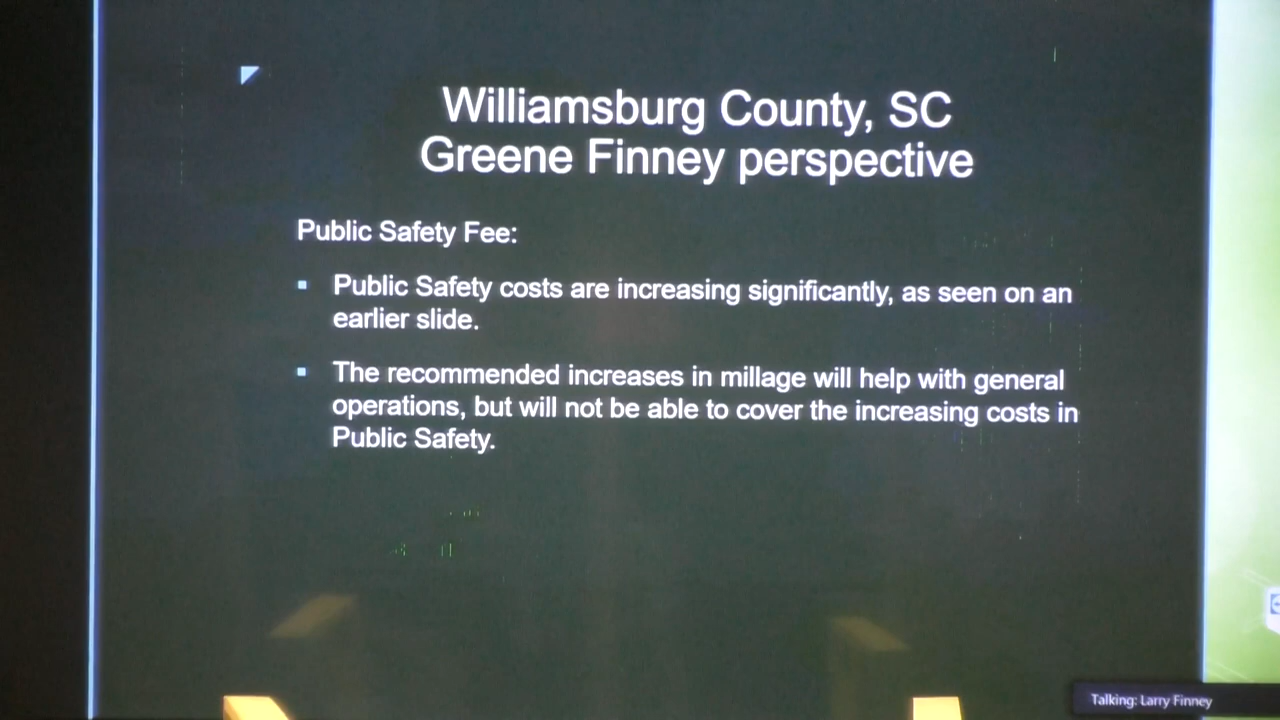 Williamsburg County, SC
Greene Finney perspective
Public Safety Fee:
Public Safety costs are increasing significantly, as seen on an
earlier slide.
The recommended increases in millage will help with general
operations, but will not be able to cover the increasing costs in
Public Safety.
Talking: Larry Finney